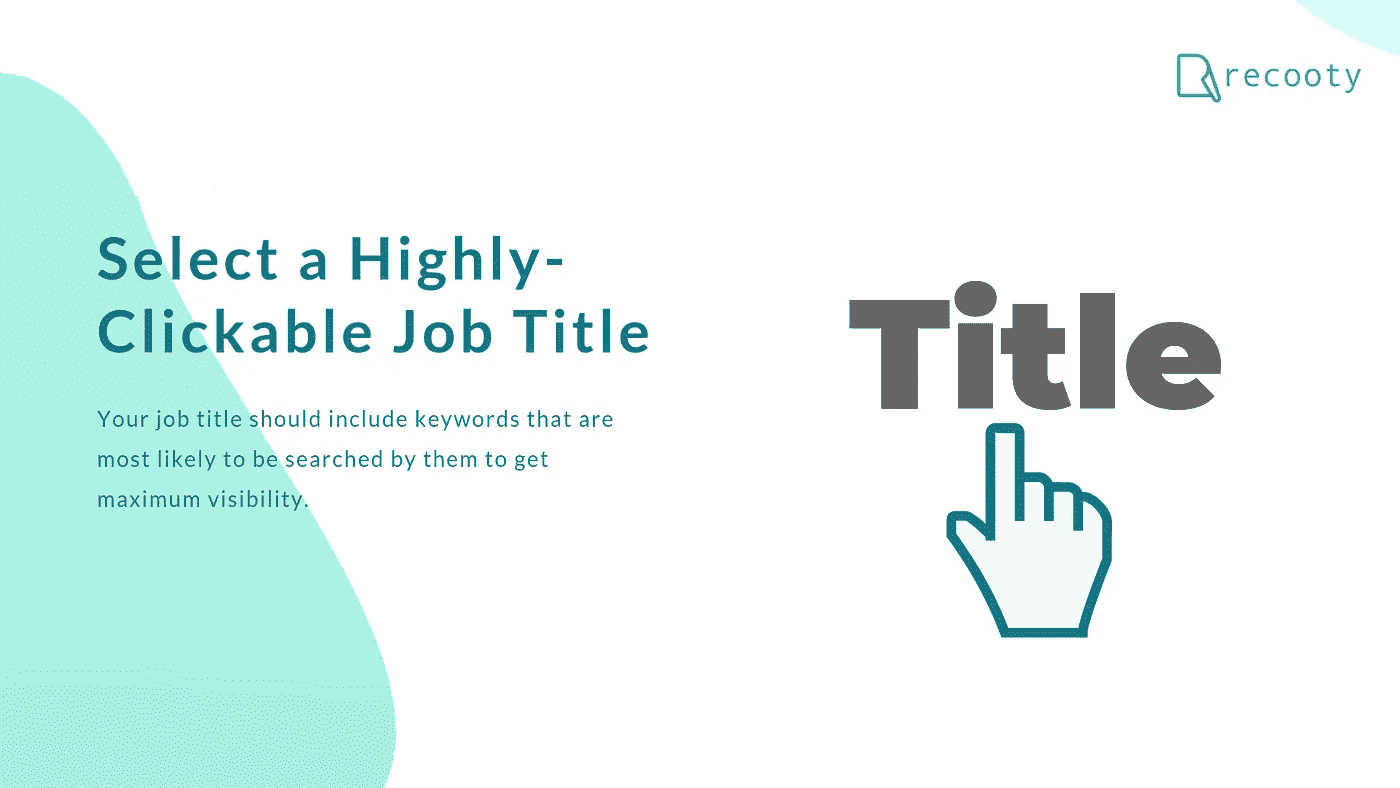 recooty
Select a Highly-
Clickable Job Title
Your job title should include keywords that are
most likely to be searched by them to get
maximum visibility.
Title